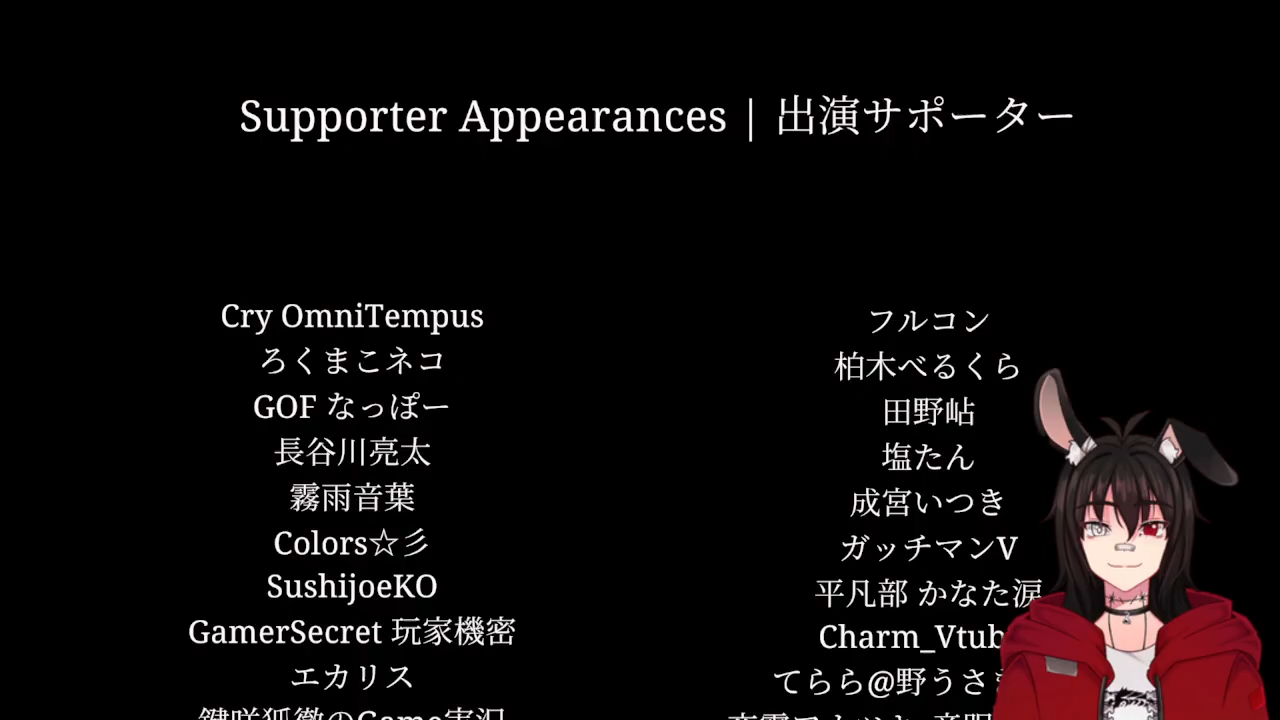 Supporter Appearances | 出演サポーター
Cry OmniTempus
ろくまこネコ
GOF なっぽー
長谷川亮太
霧雨音葉
Colors☆彡
SushijoeKO
GamerSecret 玩家機密
エカリス
フルコン
柏木べるくら
田野岾
塩たん
成宮いつき
ガッチマンV
平凡部 かなた涙
Charm_Vtub
てらら@野うさ